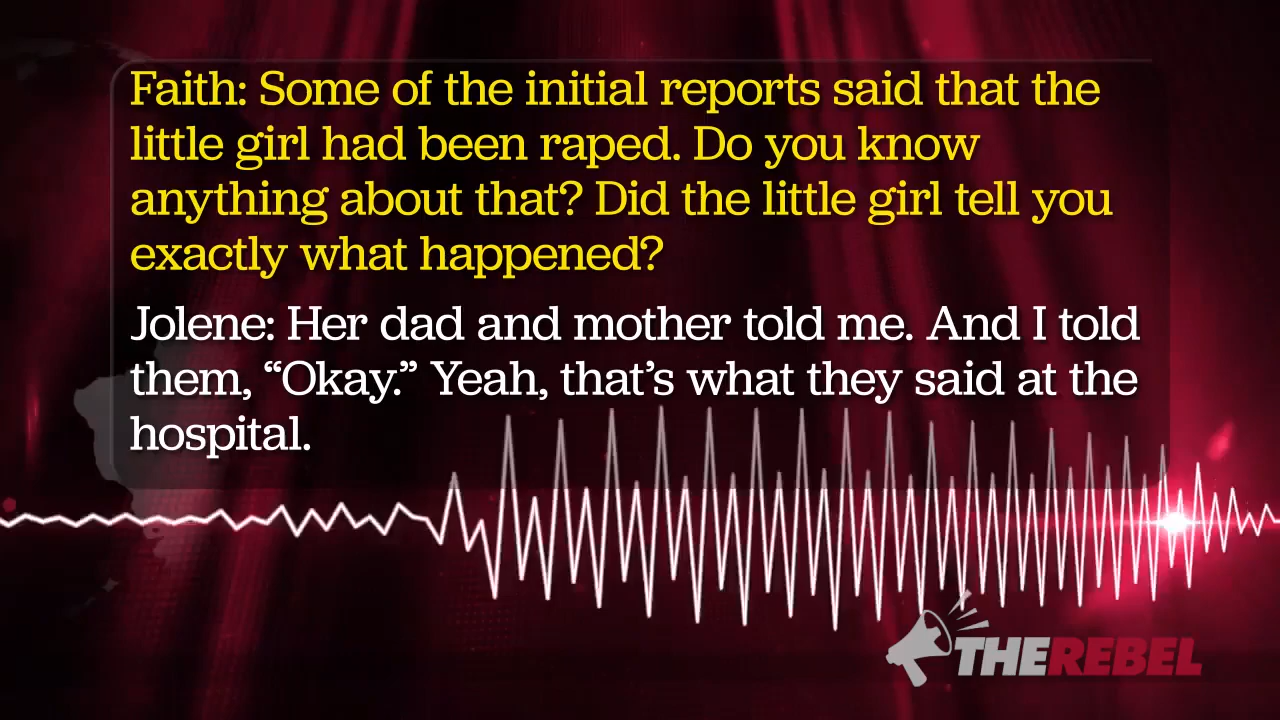 Faith: Some of the initial reports said that the
little girl had been raped. Do you know
anything about that? Did the little girl tell you
exactly what happened?
Jolene: Her dad and mother told me. And I told
them, “Okay.” Yeah, that’s what they said at the
hospital.
THEREBEL